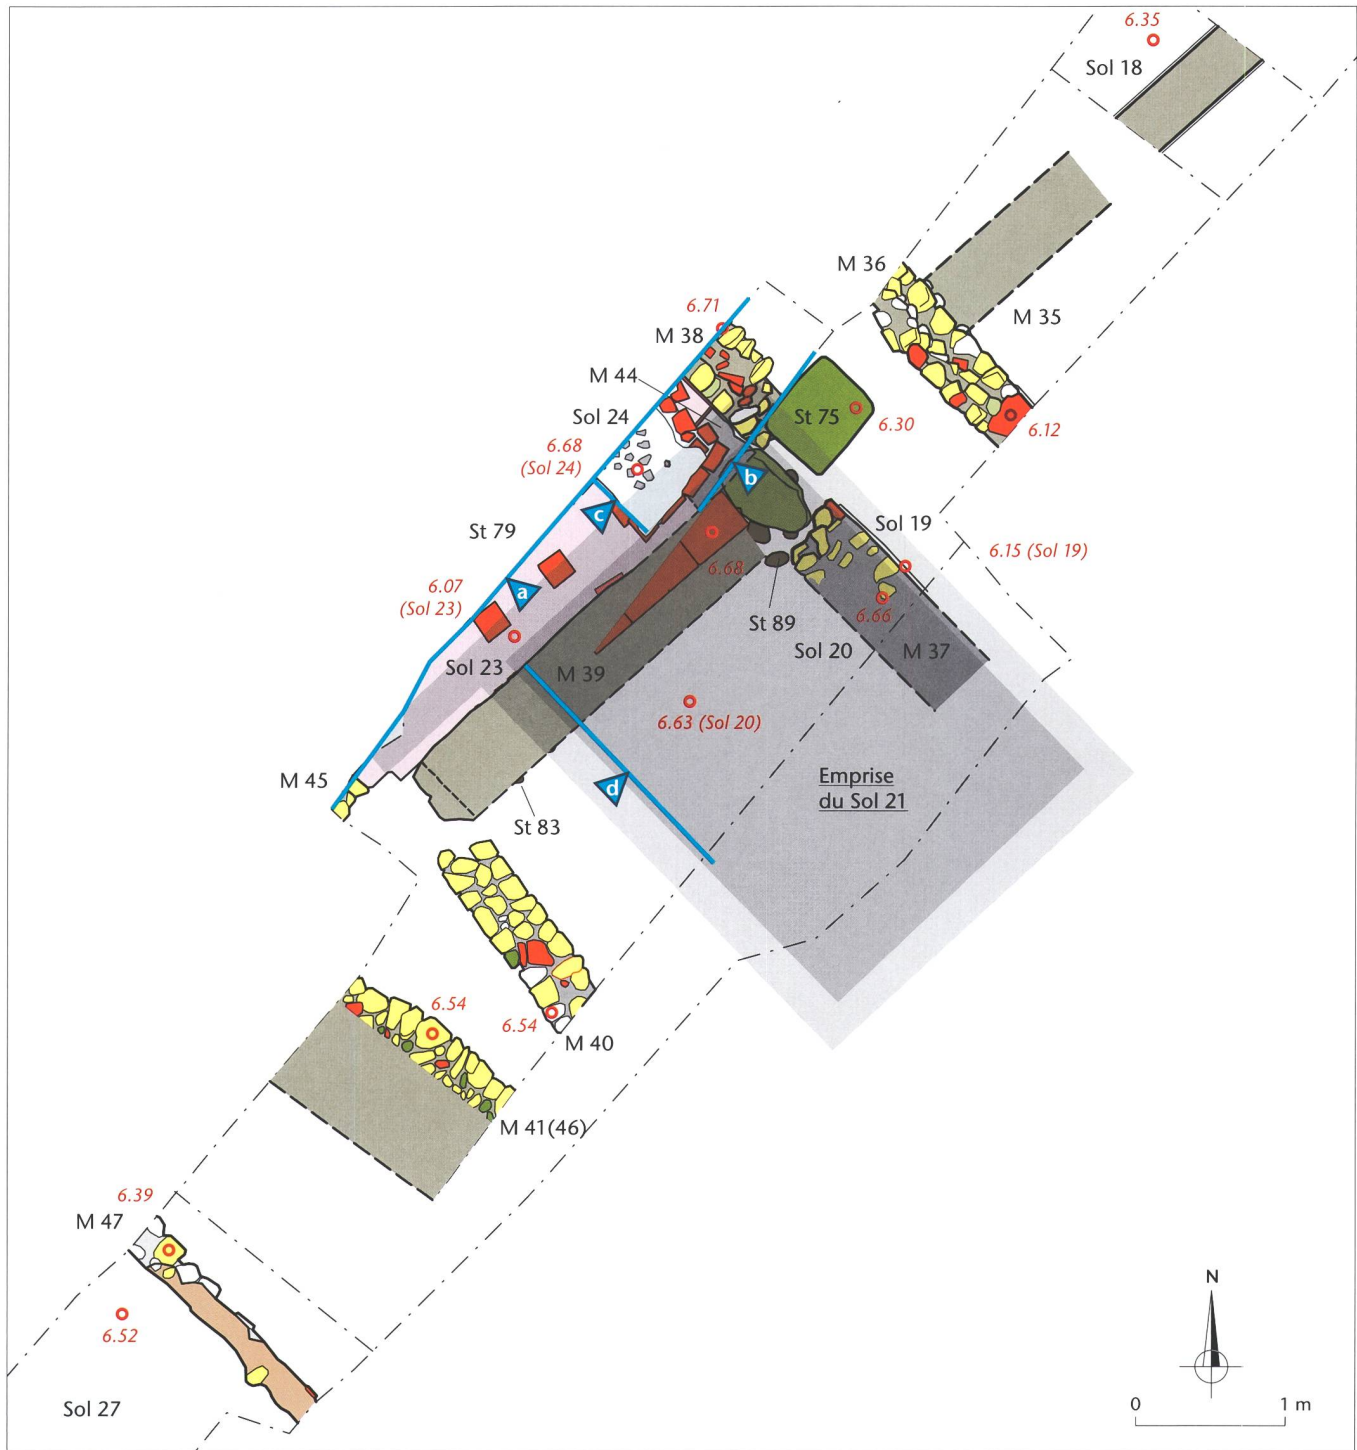 6.35
Sol 18
M 36
6.71
M 38
M 35
M 44
Sol 24
St 75
6.30
6.12
6.68
(Sol 24)
b
c
St 79
Sol 19
6.15 (Sol 19)
6.07
(Sol 23)
a
6.68
6.66
St 89
Sol 20
M 37
Sol 23
M 39
6.63 (Sol 20)
M 45
d
Emprise
du Sol 21
St 83
6.54
6.54
M 40
M 41(46)
6.39
M 47
6.52
Sol 27
N
0 1 m